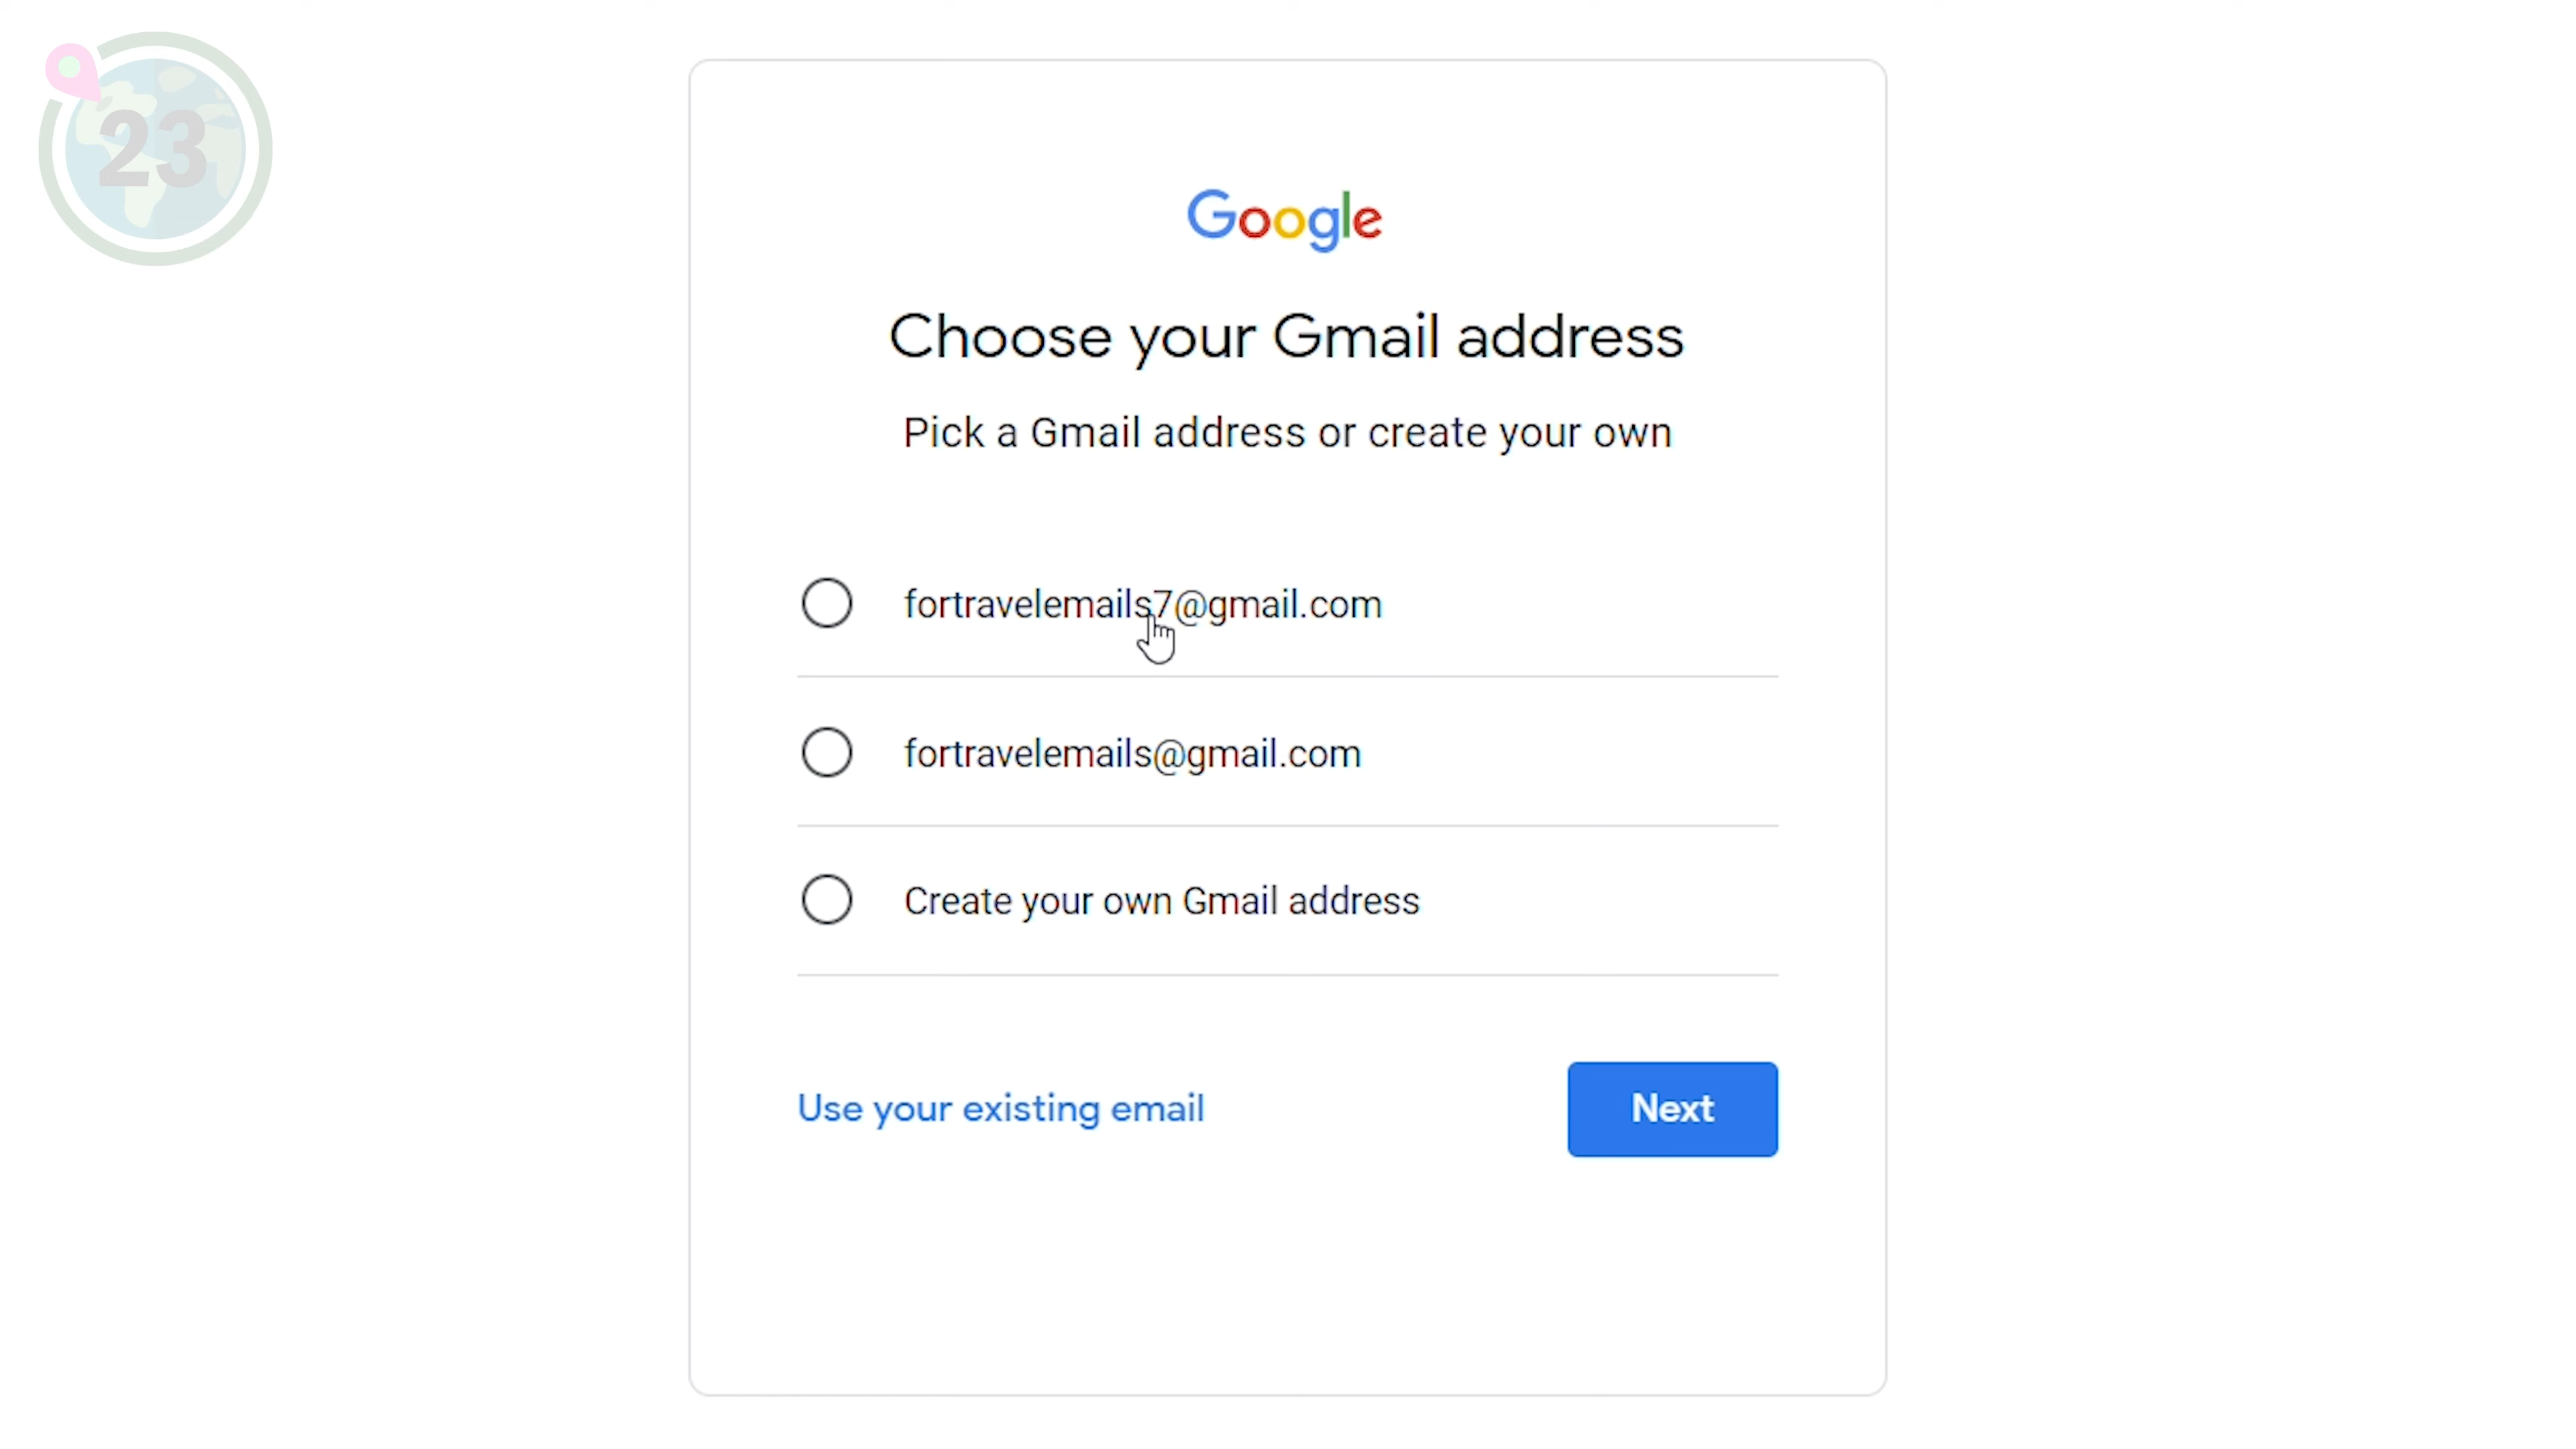 23
Google
Choose your Gmail address
Pick a Gmail address or create your own
fortravelemails7@gmail.com
fortravelemails@gmail.com
Create your own Gmail address
Use your existing email
Next